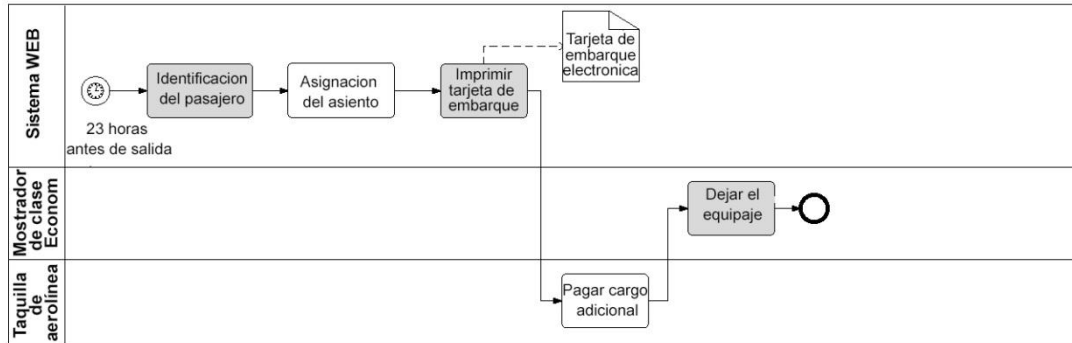 Sistema WEB
23 horas
antes de salida
Identificacion
del pasajero
Asignacion
del asiento
Imprimir
tarjeta de
embarque
Tarjeta de
embarque
electronica
Mostrador
de clase
Econom
Dejar el
equipaje
Taquilla
de
aerolínea
Pagar cargo
adicional